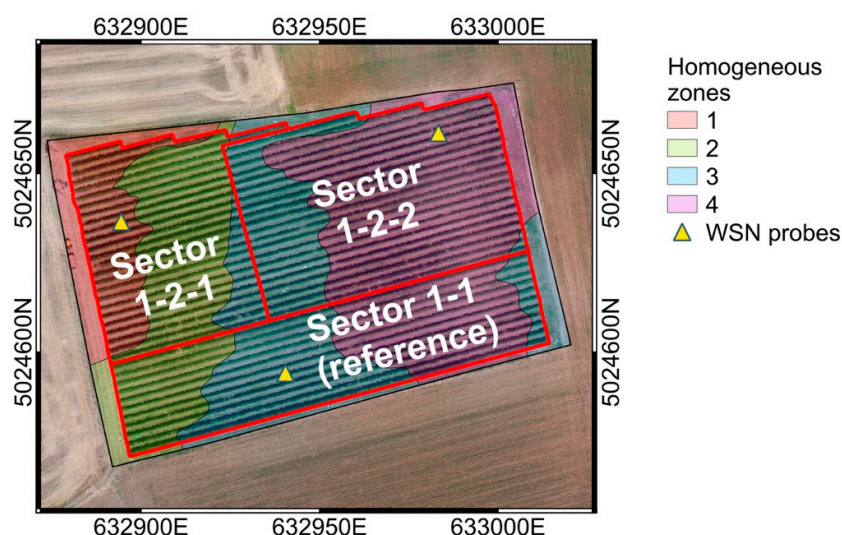 632900E 632950E 633000E
5024650N
5024600N
Sector
1-2-1
Sector
1-2-2
Sector 1-1
(reference)
5024650N
5024600N
632900E 632950E 633000E
Homogeneous
zones
1
2
3
4
WSN probes